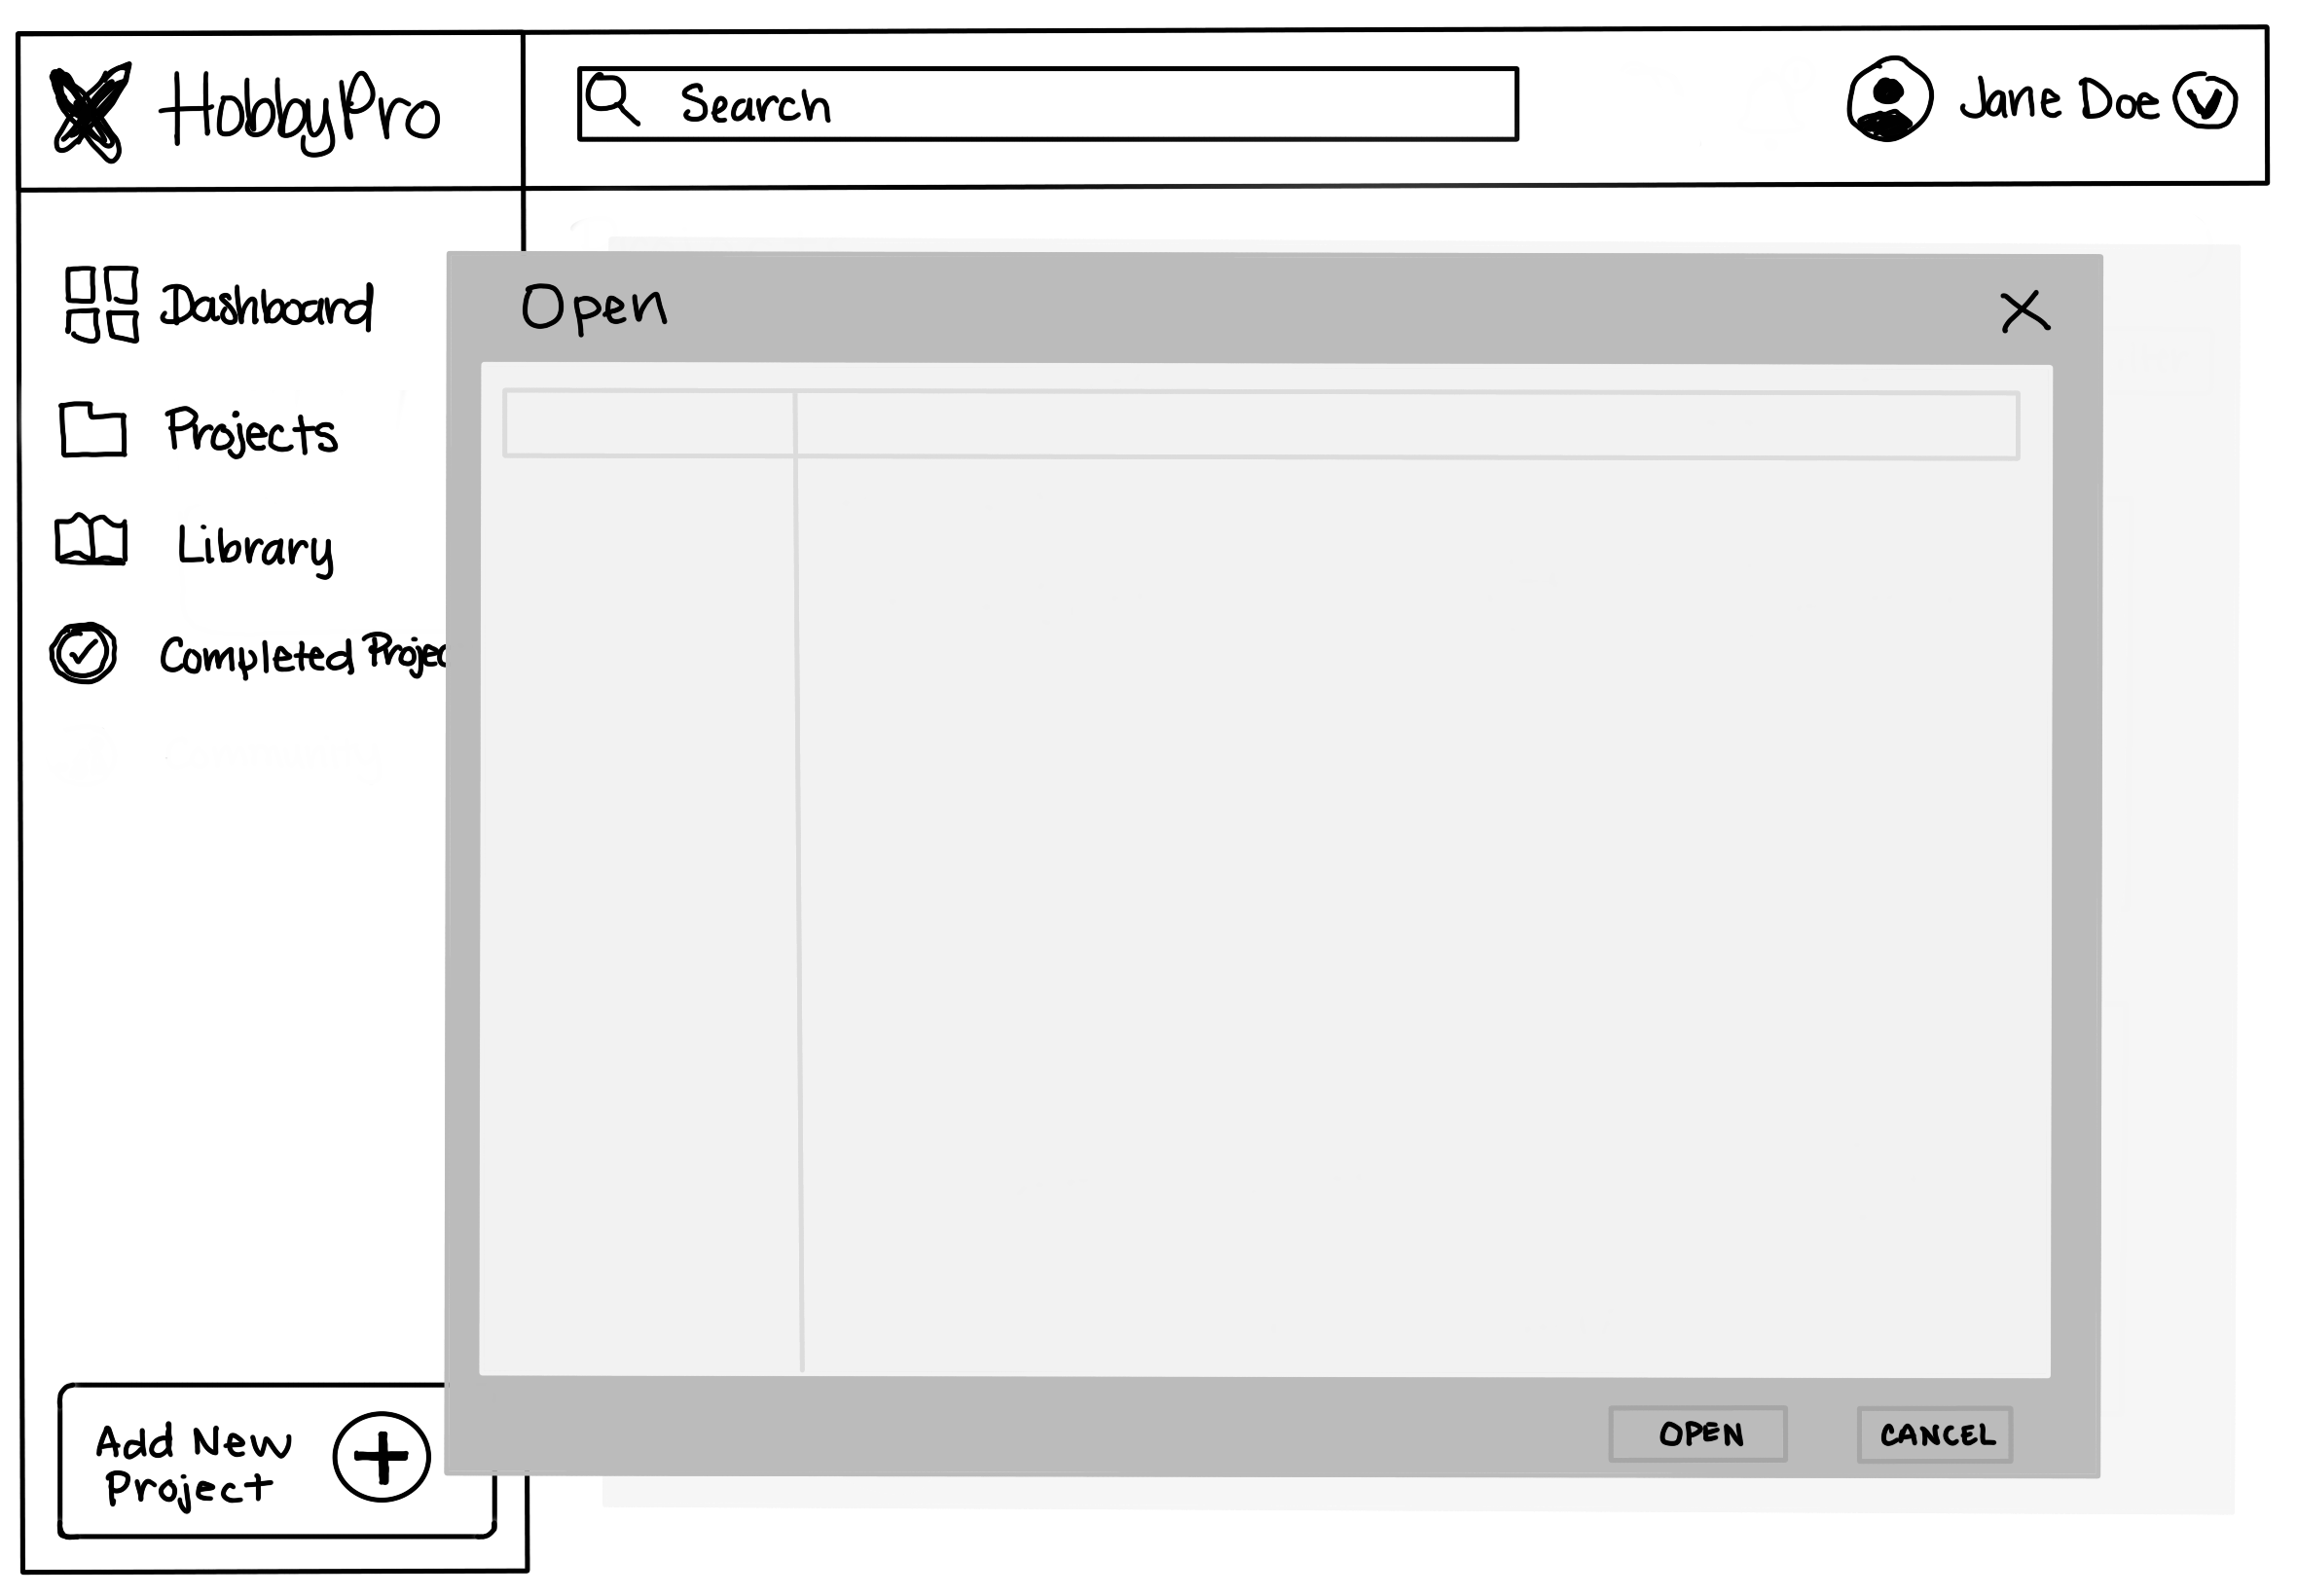 HobbyPro
Search
Jane Doe
Dashboard
Projects
Library
Completed Projec
Add New
Project
Open
OPEN
CANCEL